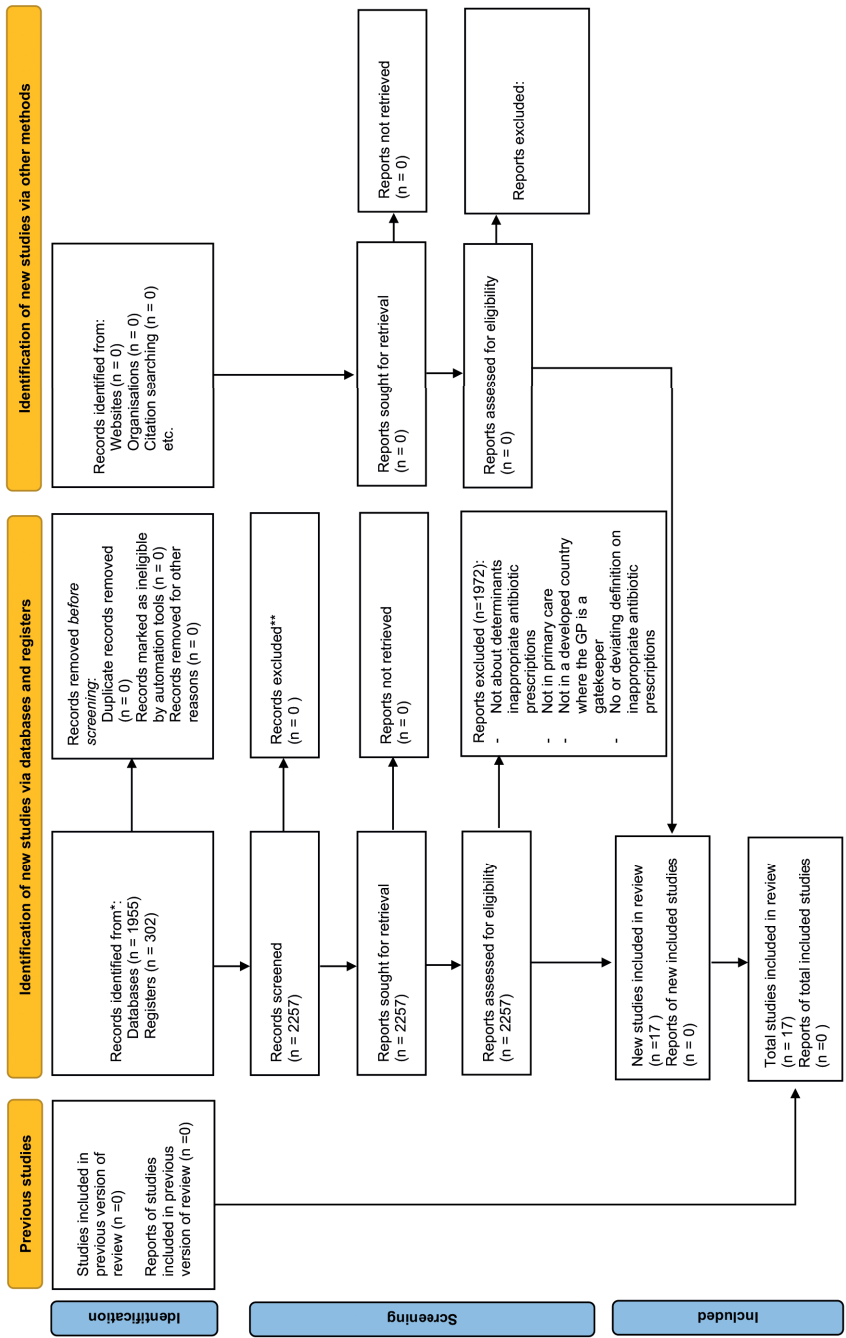 Previous studies
Identification of new studies via databases and registers
Identification of new studies via other methods
Identification
Studies included in
previous version of
review (n =0)
Reports of studies
included in previous
version of review (n =0)
Records identified from*:
Databases (n = 1955)
Registers (n = 302)
Records removed before
screening:
Duplicate records removed
(n = 0)
Records marked as ineligible
by automation tools (n = 0)
Records removed for other
reasons (n = 0)
Records identified from:
Websites (n = 0)
Organisations (n = 0)
Citation searching (n = 0)
etc.
Screening
Records screened
(n = 2257)
Records excluded**
(n = 0 )
Reports sought for retrieval
(n = 2257)
Reports not retrieved
(n = 0)
Reports sought for retrieval
(n = 0)
Reports not retrieved
(n = 0)
Reports assessed for eligibility
(n = 2257)
Reports excluded (n=1972):
- Not about determinants
inappropriate antibiotic
prescriptions
- Not in primary care
- Not in a developed country
where the GP is a
gatekeeper
- No or deviating definition on
inappropriate antibiotic
prescriptions
Reports assessed for eligibility
(n = 0)
Reports excluded:
Included
New studies included in review
(n =17 )
Reports of new included studies
(n = 0)
Total studies included in review
(n = 17)
Reports of total included studies
(n =0 )